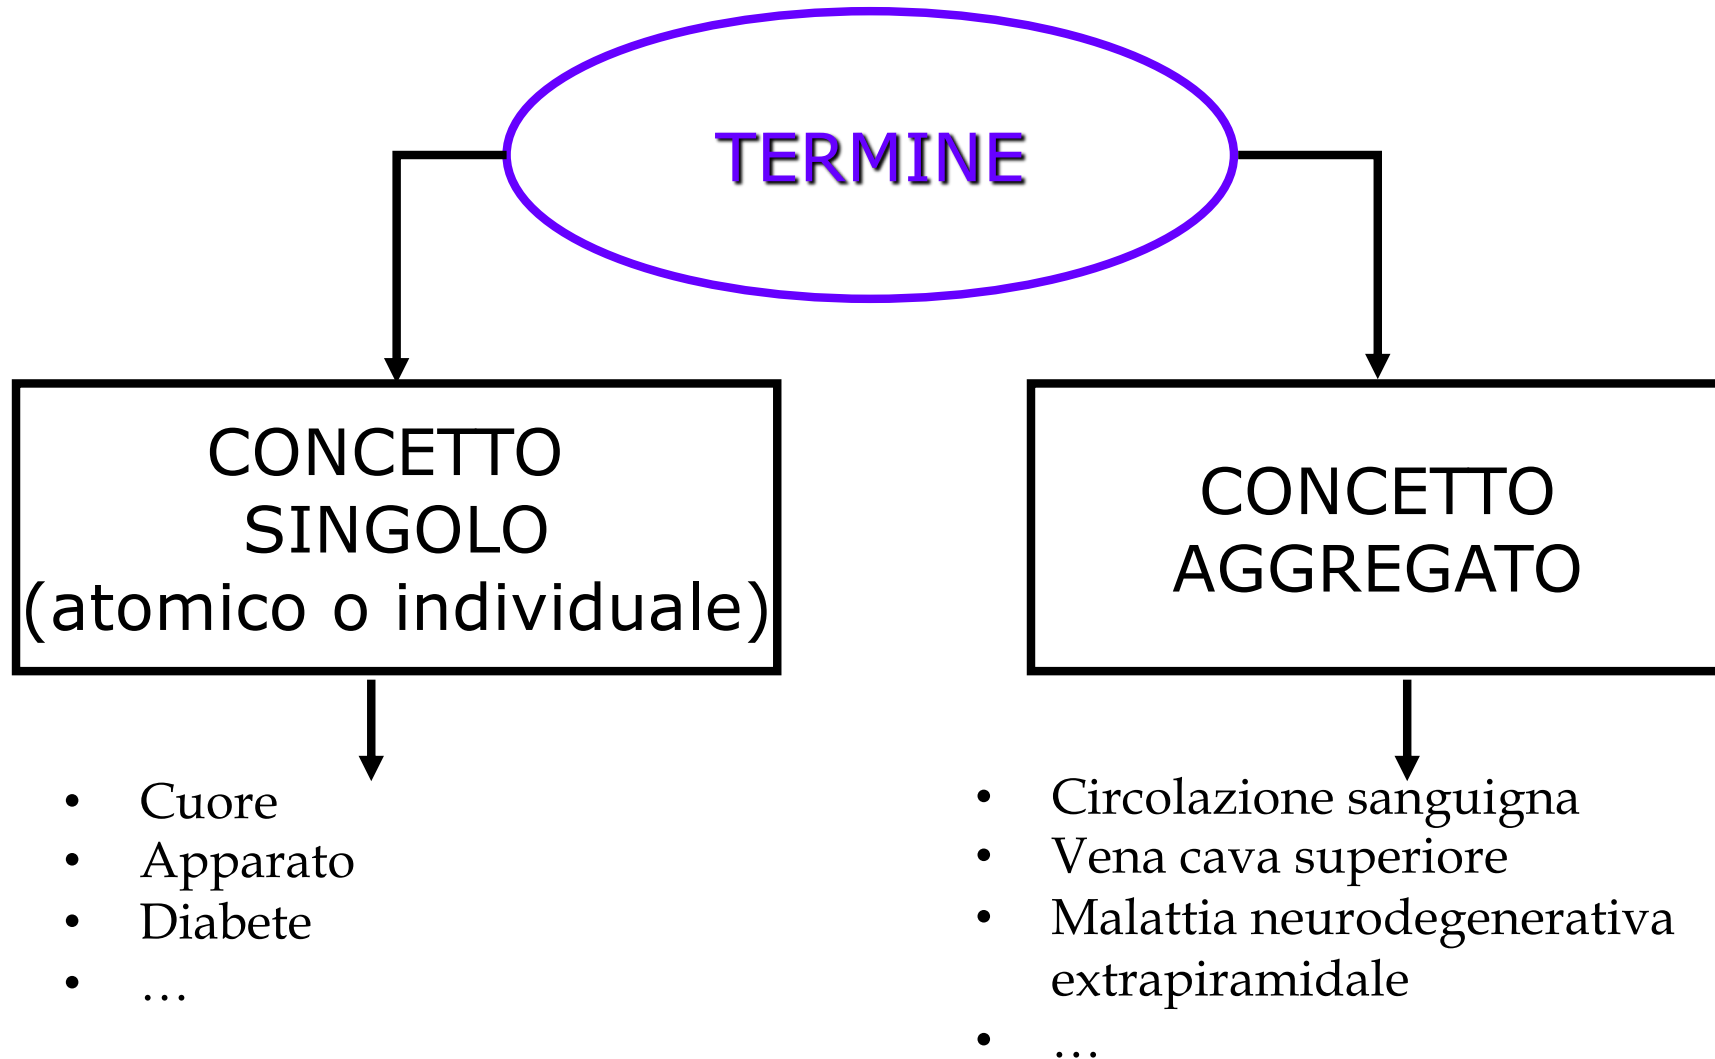 TERMINE
CONCETTO
SINGOLO
(atomico o individuale)
• Cuore
• Apparato
• Diabete
• …
CONCETTO
AGGREGATO
• Circolazione sanguigna
• Vena cava superiore
• Malattia neurodegenerativa
extrapiramidale
• …